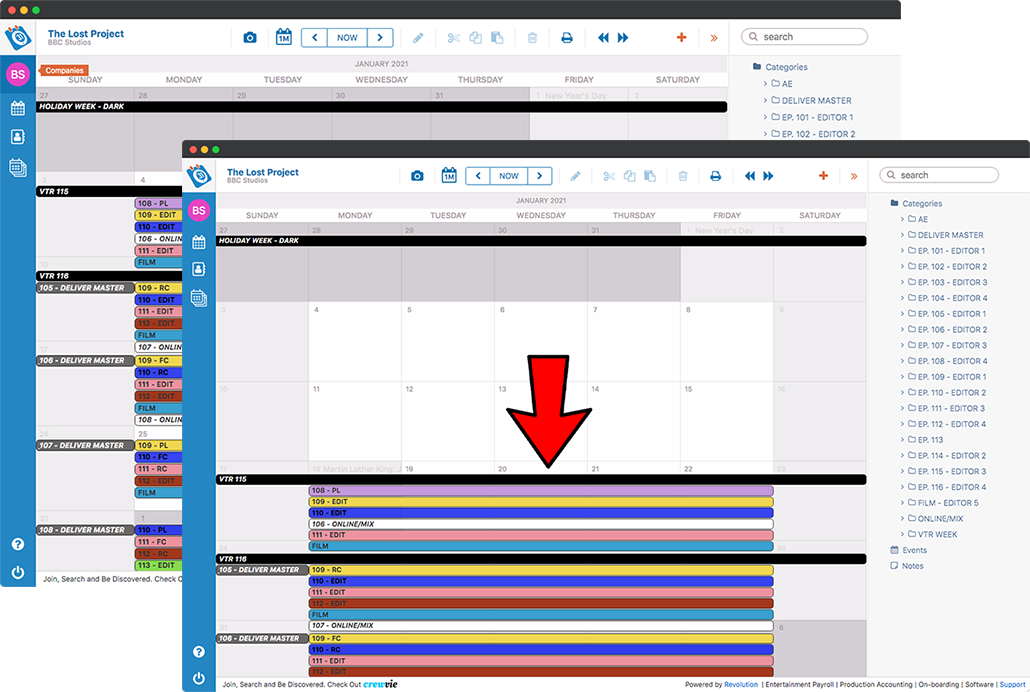 The Lost Project
BBC Studios
1M
NOW
search
BS
Companies
JANUARY 2021
SUNDAY MONDAY TUESDAY WEDNESDAY THURSDAY FRIDAY SATURDAY
27 28 29 30 31 1 New Year's Day 2
HOLIDAY WEEK - DARK
3 4
VTR 115
108 - PL
109 - EDIT
110 - EDIT
106 - ONLIN
111 - EDIT
10 FILM
VTR 116
105 - DELIVER MASTER 109 - RC
110 - EDIT
111 - EDIT
112 - EDIT
FILM
17 107 - ONLIN
106 - DELIVER MASTER 109 - FC
110 - RC
111 - EDIT
112 - EDIT
FILM
108 - ONLIN
24 25
107 - DELIVER MASTER 109 - PL
110 - FC
111 - RC
112 - EDIT
FILM
31 1
108 - DELIVER MASTER 110 - PL
111 - FC
112 - RC
113 - EDIT
Join, Search and Be Discovered. Check O
Categories
AE
DELIVER MASTER
EP. 101 - EDITOR 1
EP. 102 - EDITOR 2
The Lost Project
BBC Studios
1M
NOW
search
BS
JANUARY 2021
SUNDAY MONDAY TUESDAY WEDNESDAY THURSDAY FRIDAY SATURDAY
27 28 29 30 31 1 New Year's Day 2
HOLIDAY WEEK - DARK
3 4 5 6 7 8 9
10 11 12 13 14 15 16
17 18 Martin Luther King, J 19 20 21 22 23
VTR 115
108 - PL
109 - EDIT
110 - EDIT
106 - ONLINE/MIX
111 - EDIT
24 FILM 30
VTR 116
105 - DELIVER MASTER 109 - RC
110 - EDIT
111 - EDIT
112 - EDIT
FILM
31 107 - ONLINE/MIX 6
106 - DELIVER MASTER 109 - FC
110 - RC
111 - EDIT
112 - EDIT
Categories
AE
DELIVER MASTER
EP. 101 - EDITOR 1
EP. 102 - EDITOR 2
EP. 103 - EDITOR 3
EP. 104 - EDITOR 4
EP. 105 - EDITOR 1
EP. 106 - EDITOR 2
EP. 107 - EDITOR 3
EP. 108 - EDITOR 4
EP. 109 - EDITOR 1
EP. 110 - EDITOR 2
EP. 111 - EDITOR 3
EP. 112 - EDITOR 4
EP. 113
EP. 114 - EDITOR 2
EP. 115 - EDITOR 3
EP. 116 - EDITOR 4
FILM - EDITOR 5
ONLINE/MIX
VTR WEEK
Events
Notes
Join, Search and Be Discovered. Check Out crewvie
Powered by Revolution | Entertainment Payroll | Production Accounting | On-boarding | Software | Support